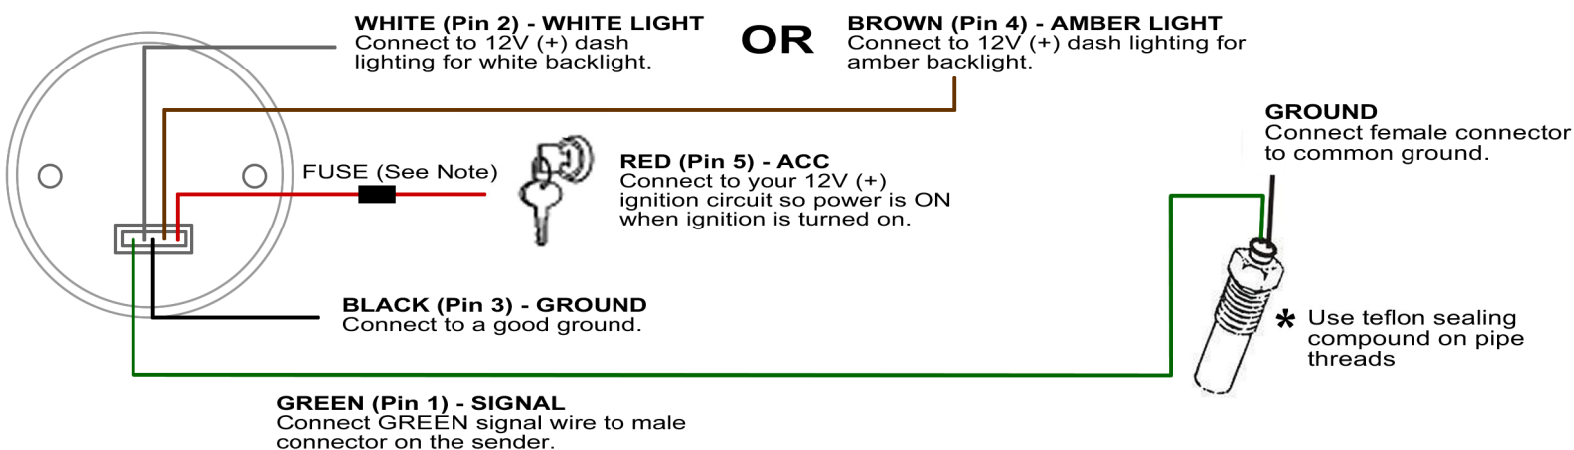 WHITE (Pin 2) - WHITE LIGHT
Connect to 12V (+) dash
lighting for white backlight.
OR
BROWN (Pin 4) - AMBER LIGHT
Connect to 12V (+) dash lighting for
amber backlight.
GROUND
Connect female connector
to common ground.
FUSE (See Note)
RED (Pin 5) - ACC
Connect to your 12V (+)
ignition circuit so power is ON
when ignition is turned on.
BLACK (Pin 3) - GROUND
Connect to a good ground.
* Use teflon sealing
compound on pipe
threads
GREEN (Pin 1) - SIGNAL
Connect GREEN signal wire to male
connector on the sender.